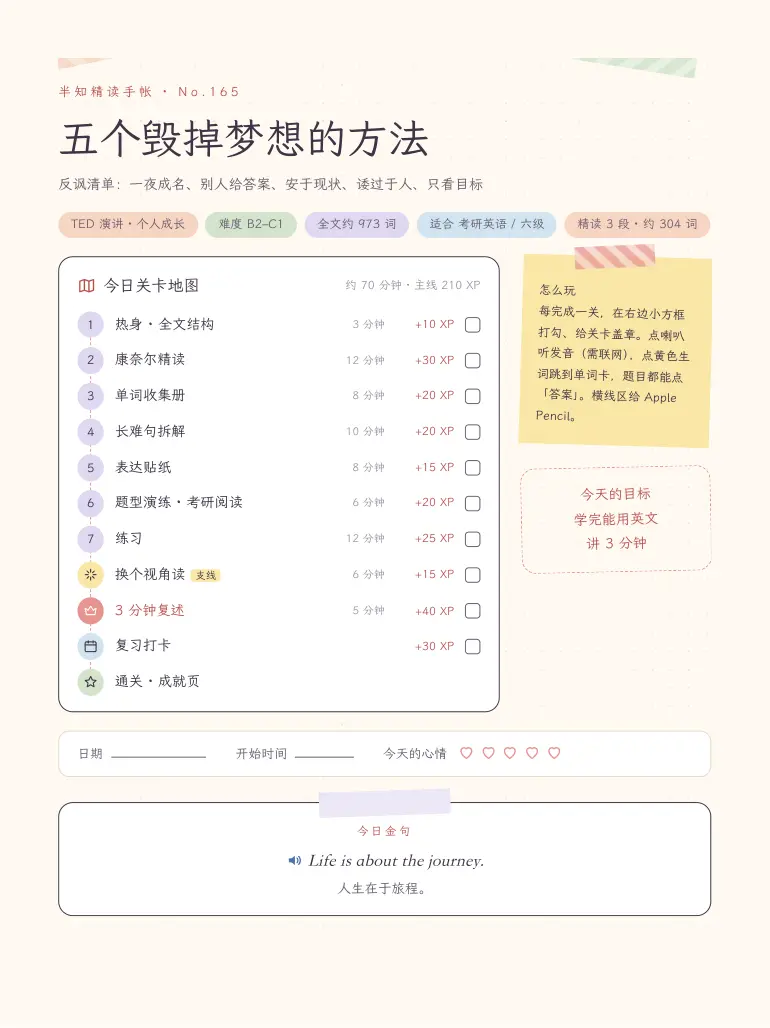 半知精读手帐 · No.165
五个毁掉梦想的方法
反讽清单：一夜成名、别人给答案、安于现状、诿过于人、只看目标
TED 演讲·个人成长 难度 B2–C1 全文约 973 词 适合 考研英语 / 六级 精读 3 段·约 304 词
今日关卡地图 约 70 分钟·主线 210 XP
1 热身·全文结构 3 分钟 +10 XP
2 康奈尔精读 12 分钟 +30 XP
3 单词收集册 8 分钟 +20 XP
4 长难句拆解 10 分钟 +20 XP
5 表达贴纸 8 分钟 +15 XP
6 题型演练·考研阅读 6 分钟 +20 XP
7 练习 12 分钟 +25 XP
换个视角读 支线 6 分钟 +15 XP
3 分钟复述 5 分钟 +40 XP
复习打卡 +30 XP
通关·成就页
怎么玩
每完成一关，在右边小方框
打勾、给关卡盖章。点喇叭
听发音（需联网），点黄色生
词跳到单词卡，题目都能点
「答案」。横线区给 Apple
Pencil。
今天的目标
学完能用英文
讲 3 分钟
日期 开始时间 今天的心情
今日金句
Life is about the journey.
人生在于旅程。